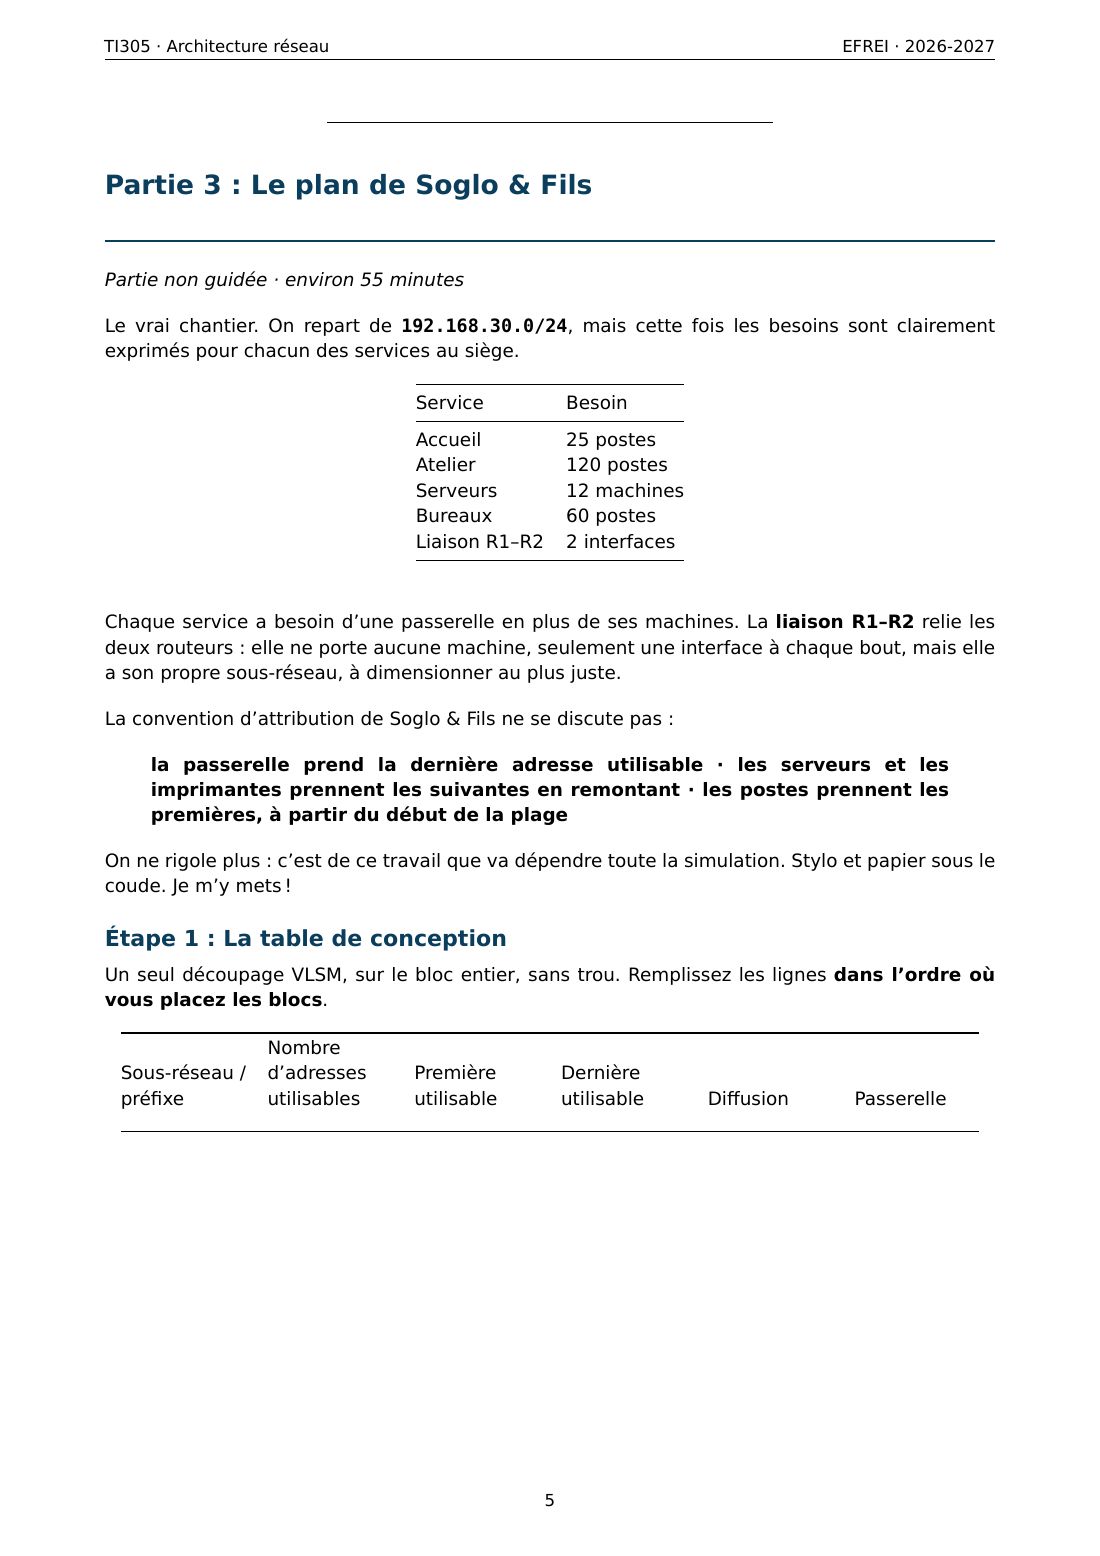 TI305 · Architecture réseau EFREI · 2026-2027
Partie 3 : Le plan de Soglo & Fils
Partie non guidée · environ 55 minutes
Le vrai chantier. On repart de 192.168.30.0/24, mais cette fois les besoins sont clairement
exprimés pour chacun des services au siège.
Service Besoin
Accueil 25 postes
Atelier 120 postes
Serveurs 12 machines
Bureaux 60 postes
Liaison R1–R2 2 interfaces
Chaque service a besoin d’une passerelle en plus de ses machines. La liaison R1–R2 relie les
deux routeurs : elle ne porte aucune machine, seulement une interface à chaque bout, mais elle
a son propre sous-réseau, à dimensionner au plus juste.
La convention d’attribution de Soglo & Fils ne se discute pas :
la passerelle prend la dernière adresse utilisable · les serveurs et les
imprimantes prennent les suivantes en remontant · les postes prennent les
premières, à partir du début de la plage
On ne rigole plus : c’est de ce travail que va dépendre toute la simulation. Stylo et papier sous le
coude. Je m’y mets !
Étape 1 : La table de conception
Un seul découpage VLSM, sur le bloc entier, sans trou. Remplissez les lignes dans l’ordre où
vous placez les blocs.
Nombre
Sous-réseau / d’adresses Première Dernière
préfixe utilisables utilisable utilisable Diffusion Passerelle
5